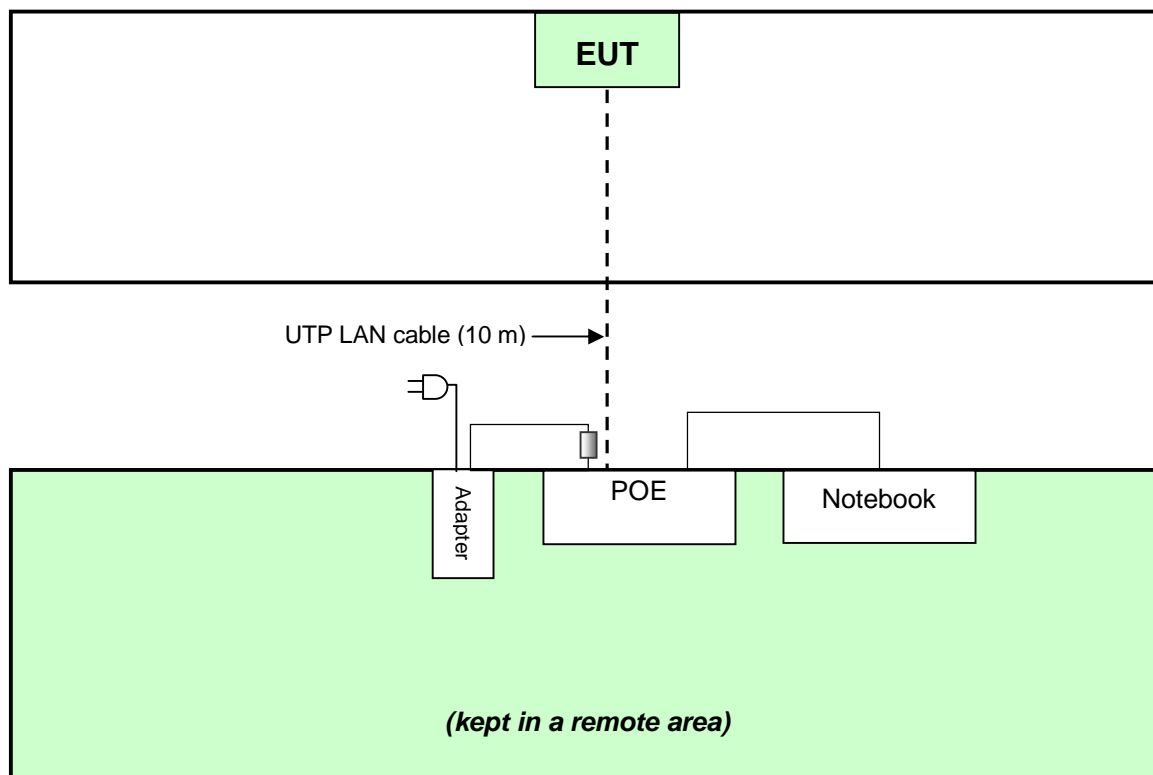 EUT
UTP LAN cable (10 m)
Adapter
POE
Notebook
(kept in a remote area)